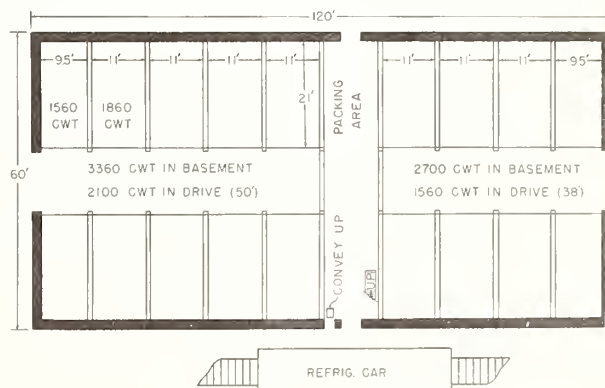 120'
9.5' 11' 11' 11' 11' 11' 11' 11' 9.5'
21'
PACKING AREA
1560 CWT
1860 CWT
60'
3360 CWT IN BASEMENT
2100 CWT IN DRIVE (50')
2700 CWT IN BASEMENT
1560 CWT IN DRIVE (38')
CONVEY UP
UP
REFRIG. CAR